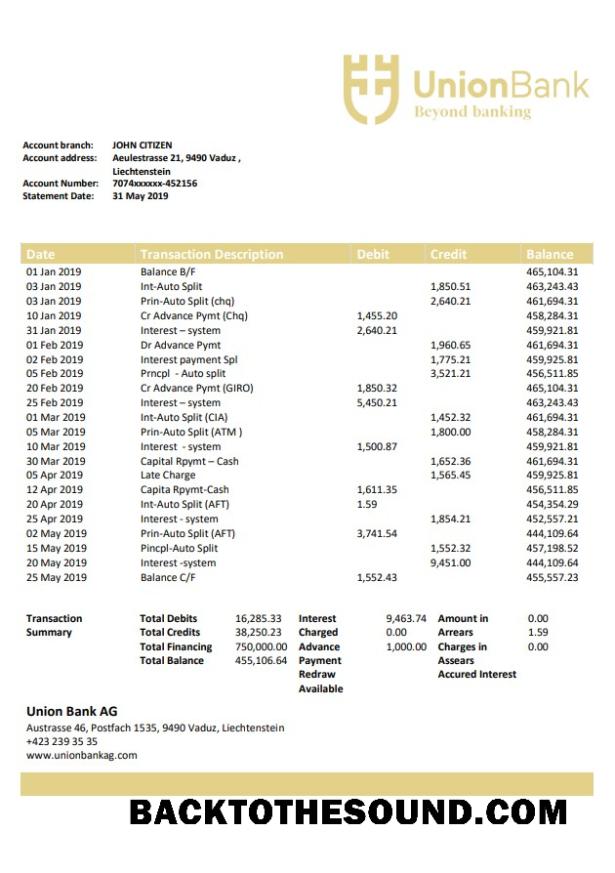 UnionBank
Beyond banking
Account branch: JOHN CITIZEN
Account address: Aeulestrasse 21, 9490 Vaduz ,
Liechtenstein
Account Number: 7074xxxxxx-452156
Statement Date: 31 May 2019
Date Transaction Description Debit Credit Balance
01 Jan 2019 Balance B/F 465,104.31
03 Jan 2019 Int-Auto Split 1,850.51 463,243.43
03 Jan 2019 Prin-Auto Split (chq) 2,640.21 461,694.31
10 Jan 2019 Cr Advance Pymt (Chq) 1,455.20 458,284.31
31 Jan 2019 Interest – system 2,640.21 459,921.81
01 Feb 2019 Dr Advance Pymt 1,960.65 461,694.31
02 Feb 2019 Interest payment Spl 1,775.21 459,925.81
05 Feb 2019 Prncpl - Auto split 3,521.21 456,511.85
20 Feb 2019 Cr Advance Pymt (GIRO) 1,850.32 465,104.31
25 Feb 2019 Interest – system 5,450.21 463,243.43
01 Mar 2019 Int-Auto Split (CIA) 1,452.32 461,694.31
05 Mar 2019 Prin-Auto Split (ATM ) 1,800.00 458,284.31
10 Mar 2019 Interest - system 1,500.87 459,921.81
30 Mar 2019 Capital Rpymt – Cash 1,652.36 461,694.31
05 Apr 2019 Late Charge 1,565.45 459,925.81
12 Apr 2019 Capita Rpymt-Cash 1,611.35 456,511.85
20 Apr 2019 Int-Auto Split (AFT) 1.59 454,354.29
25 Apr 2019 Interest - system 1,854.21 452,557.21
02 May 2019 Prin-Auto Split (AFT) 3,741.54 444,109.64
15 May 2019 Pincpl-Auto Split 1,552.32 457,198.52
20 May 2019 Interest -system 9,451.00 444,109.64
25 May 2019 Balance C/F 1,552.43 455,557.23
Transaction Total Debits 16,285.33 Interest 9,463.74 Amount in 0.00
Summary Total Credits 38,250.23 Charged 0.00 Arrears 1.59
Total Financing 750,000.00 Advance 1,000.00 Charges in 0.00
Total Balance 455,106.64 Payment Assears
Redraw Accured Interest
Available
Union Bank AG
Austrasse 46, Postfach 1535, 9490 Vaduz, Liechtenstein
+423 239 35 35
www.unionbankag.com
BACKTOTHESOUND.COM